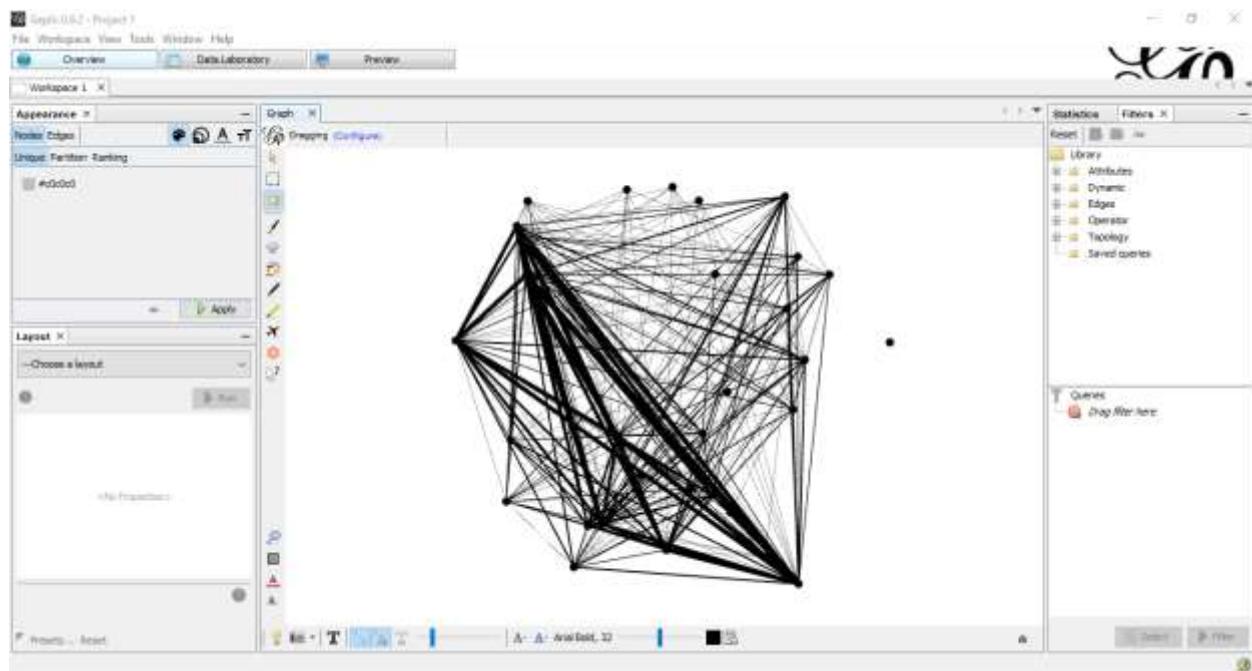 Gephi 0.9.2 - Project 1
File Workspace View Tools Window Help
Overview Data Laboratory Preview
Workspace 1
Appearance
Nodes Edges
Unique Partition Ranking
#c0c0c0
Apply
Layout
---Choose a layout
Run
<No Properties>
Presets... Reset
Graph
Dragging (Configure)
Arial Bold, 32
Statistics Filters
Reset
Library
Attributes
Dynamic
Edges
Operator
Topology
Saved queries
Queries
Drag filter here
Select Filter